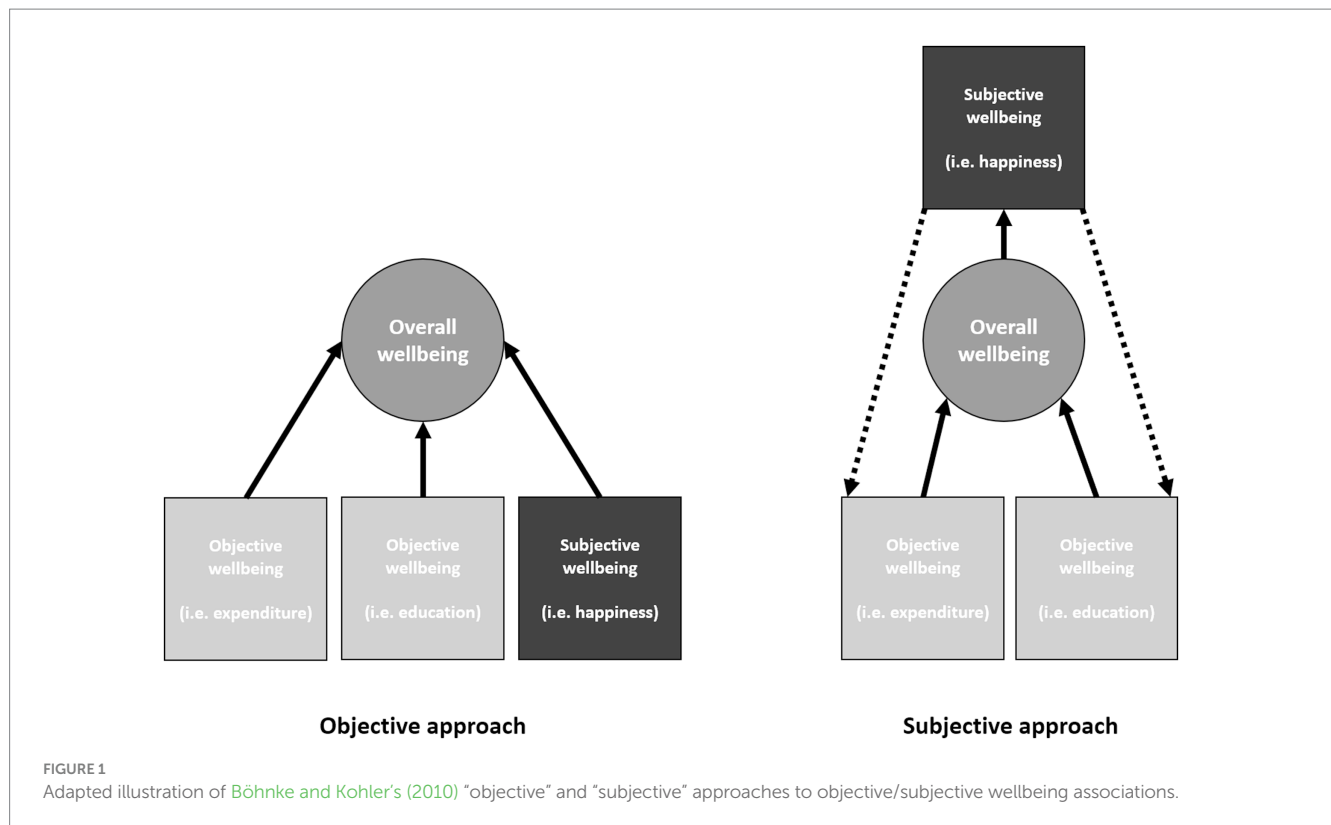 Subjective
wellbeing
(i.e. happiness)
Overall
wellbeing
Overall
wellbeing
Objective
wellbeing
(i.e. expenditure)
Objective
wellbeing
(i.e. education)
Subjective
wellbeing
(i.e. happiness)
Objective
wellbeing
(i.e. expenditure)
Objective
wellbeing
(i.e. education)
Objective approach
Subjective approach
FIGURE 1
Adapted illustration of Böhnke and Kohler's (2010) “objective” and “subjective” approaches to objective/subjective wellbeing associations.